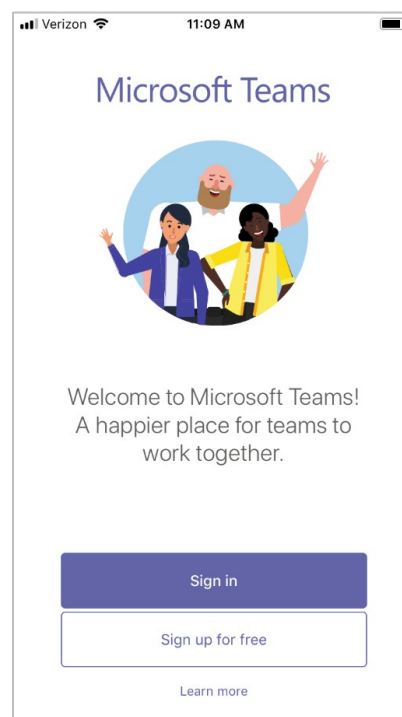 Verizon 11:09 AM
Microsoft Teams
Welcome to Microsoft Teams!
A happier place for teams to
work together.
Sign in
Sign up for free
Learn more